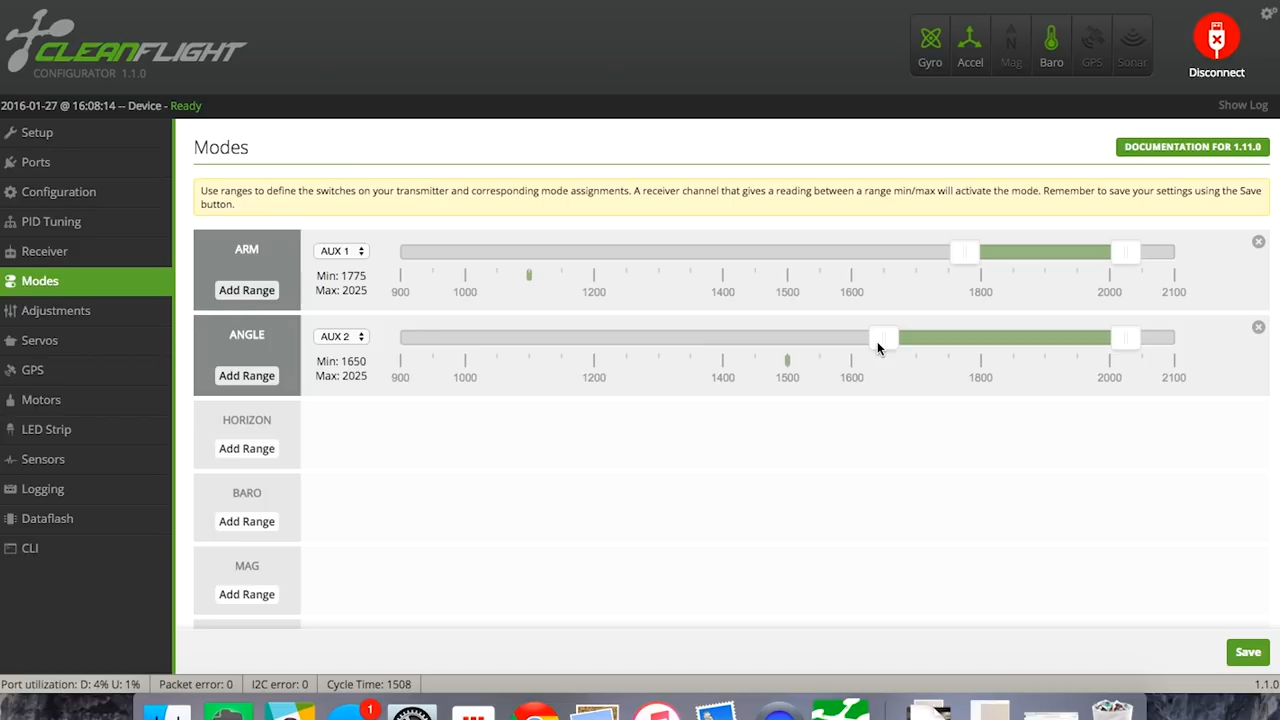 CLEANFLIGHT
CONFIGURATOR 1.1.0
Gyro Accel Mag Baro GPS Sonar
Disconnect
2016-01-27 @ 16:08:14 -- Device - Ready
Show Log
Setup
Ports
Configuration
PID Tuning
Receiver
Modes
Adjustments
Servos
GPS
Motors
LED Strip
Sensors
Logging
Dataflash
CLI
Modes
DOCUMENTATION FOR 1.11.0
Use ranges to define the switches on your transmitter and corresponding mode assignments. A receiver channel that gives a reading between a range min/max will activate the mode. Remember to save your settings using the Save
button.
ARM
Add Range
AUX 1
Min: 1775
Max: 2025
900 1000 1200 1400 1500 1600 1800 2000 2100
ANGLE
Add Range
AUX 2
Min: 1650
Max: 2025
900 1000 1200 1400 1500 1600 1800 2000 2100
HORIZON
Add Range
BARO
Add Range
MAG
Add Range
Save
Port utilization: D: 4% U: 1% Packet error: 0 I2C error: 0 Cycle Time: 1508
1.1.0
1